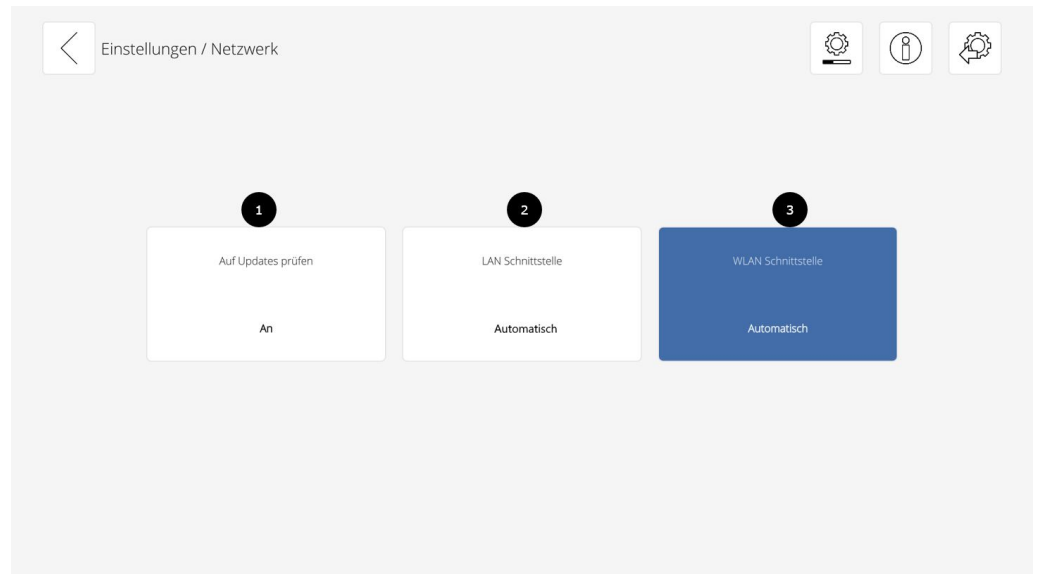 Einstellungen / Netzwerk
1
2
3
Auf Updates prüfen
LAN Schnittstelle
WLAN Schnittstelle
An
Automatisch
Automatisch